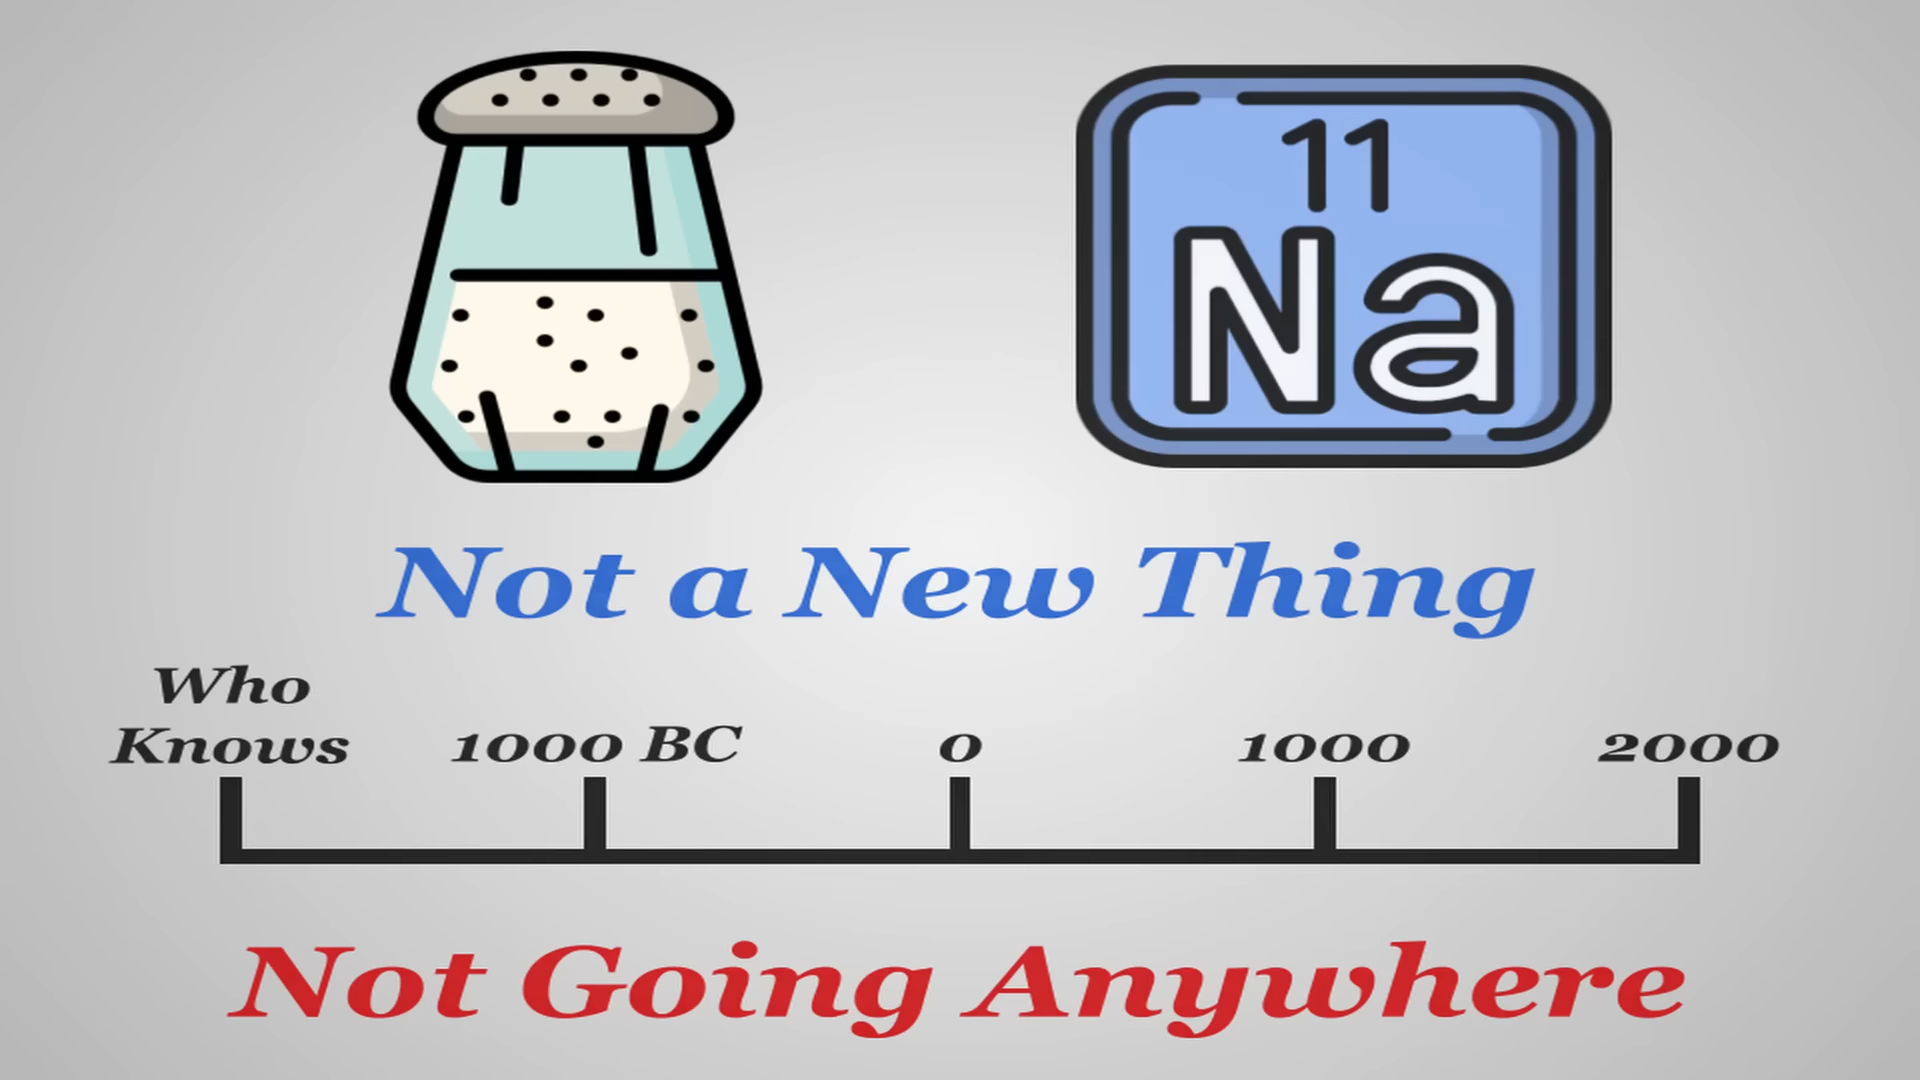 11
Na
Not a New Thing
Who
Knows
1000 BC
0
1000
2000
Not Going Anywhere